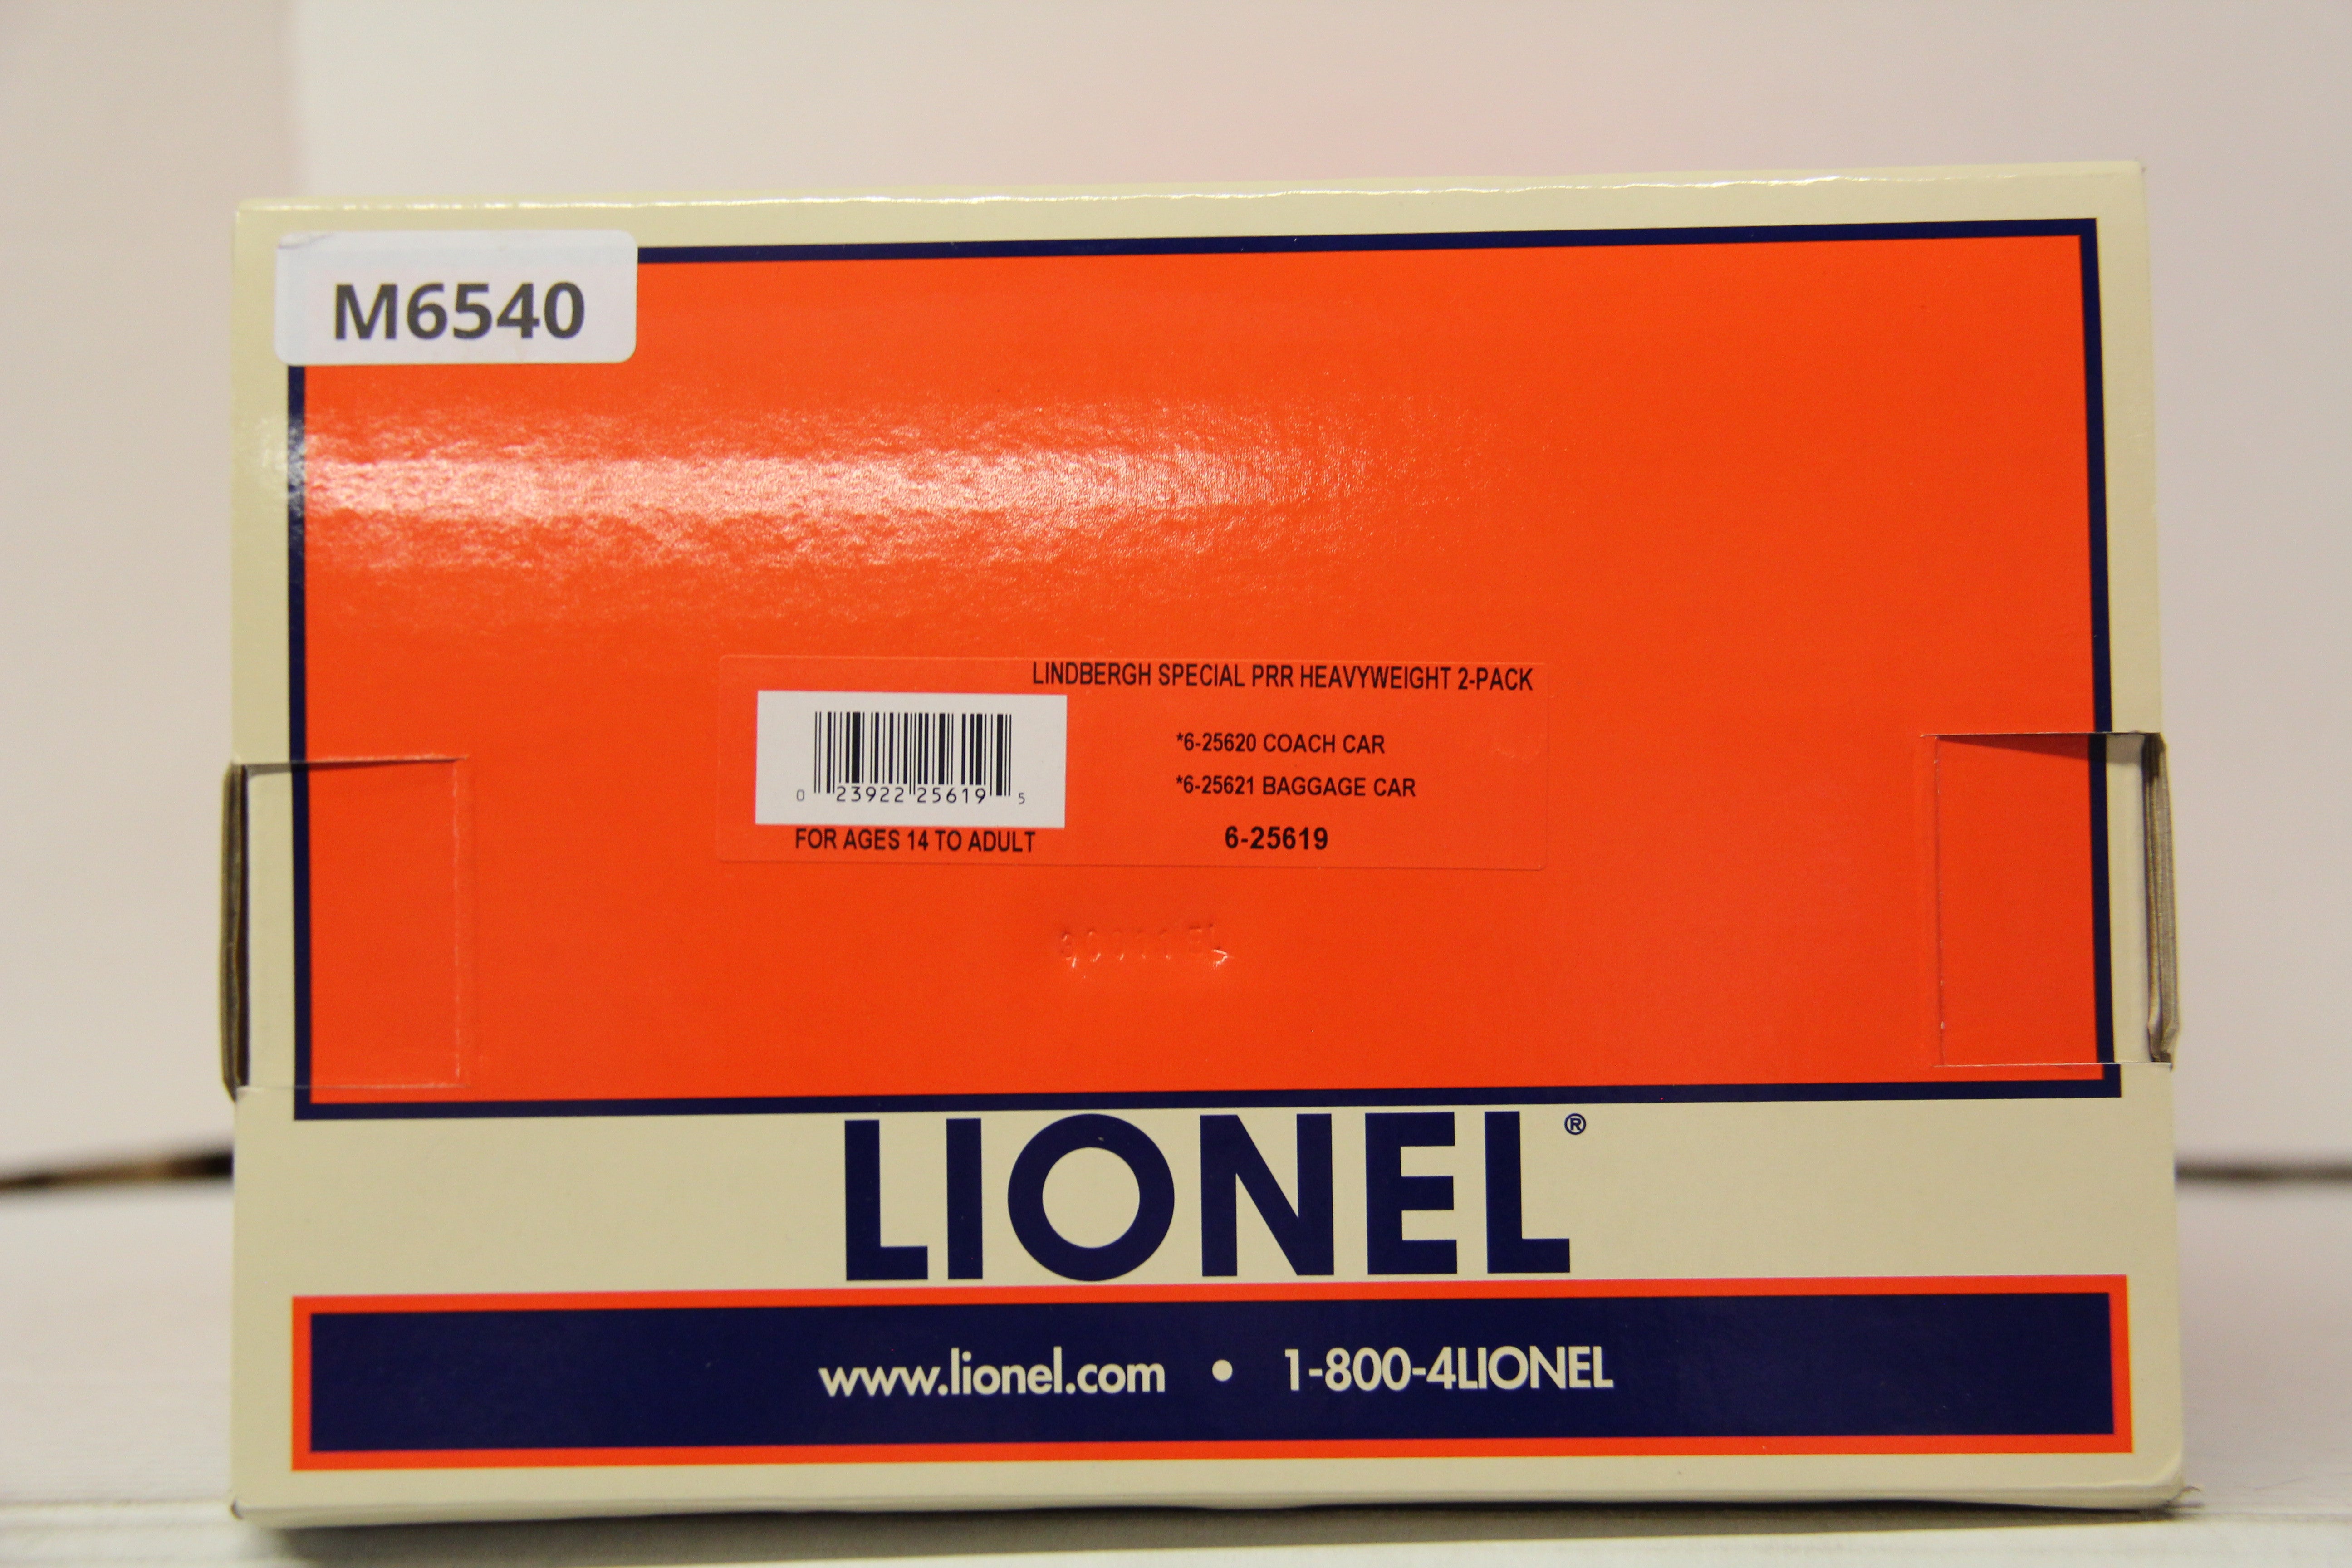 M6540
LINDBERGH SPECIAL PRR HEAVYWEIGHT 2-PACK
*6-25620 COACH CAR
*6-25621 BAGGAGE CAR
0 23922 25619 5
FOR AGES 14 TO ADULT
6-25619
LIONEL®
www.lionel.com • 1-800-4LIONEL